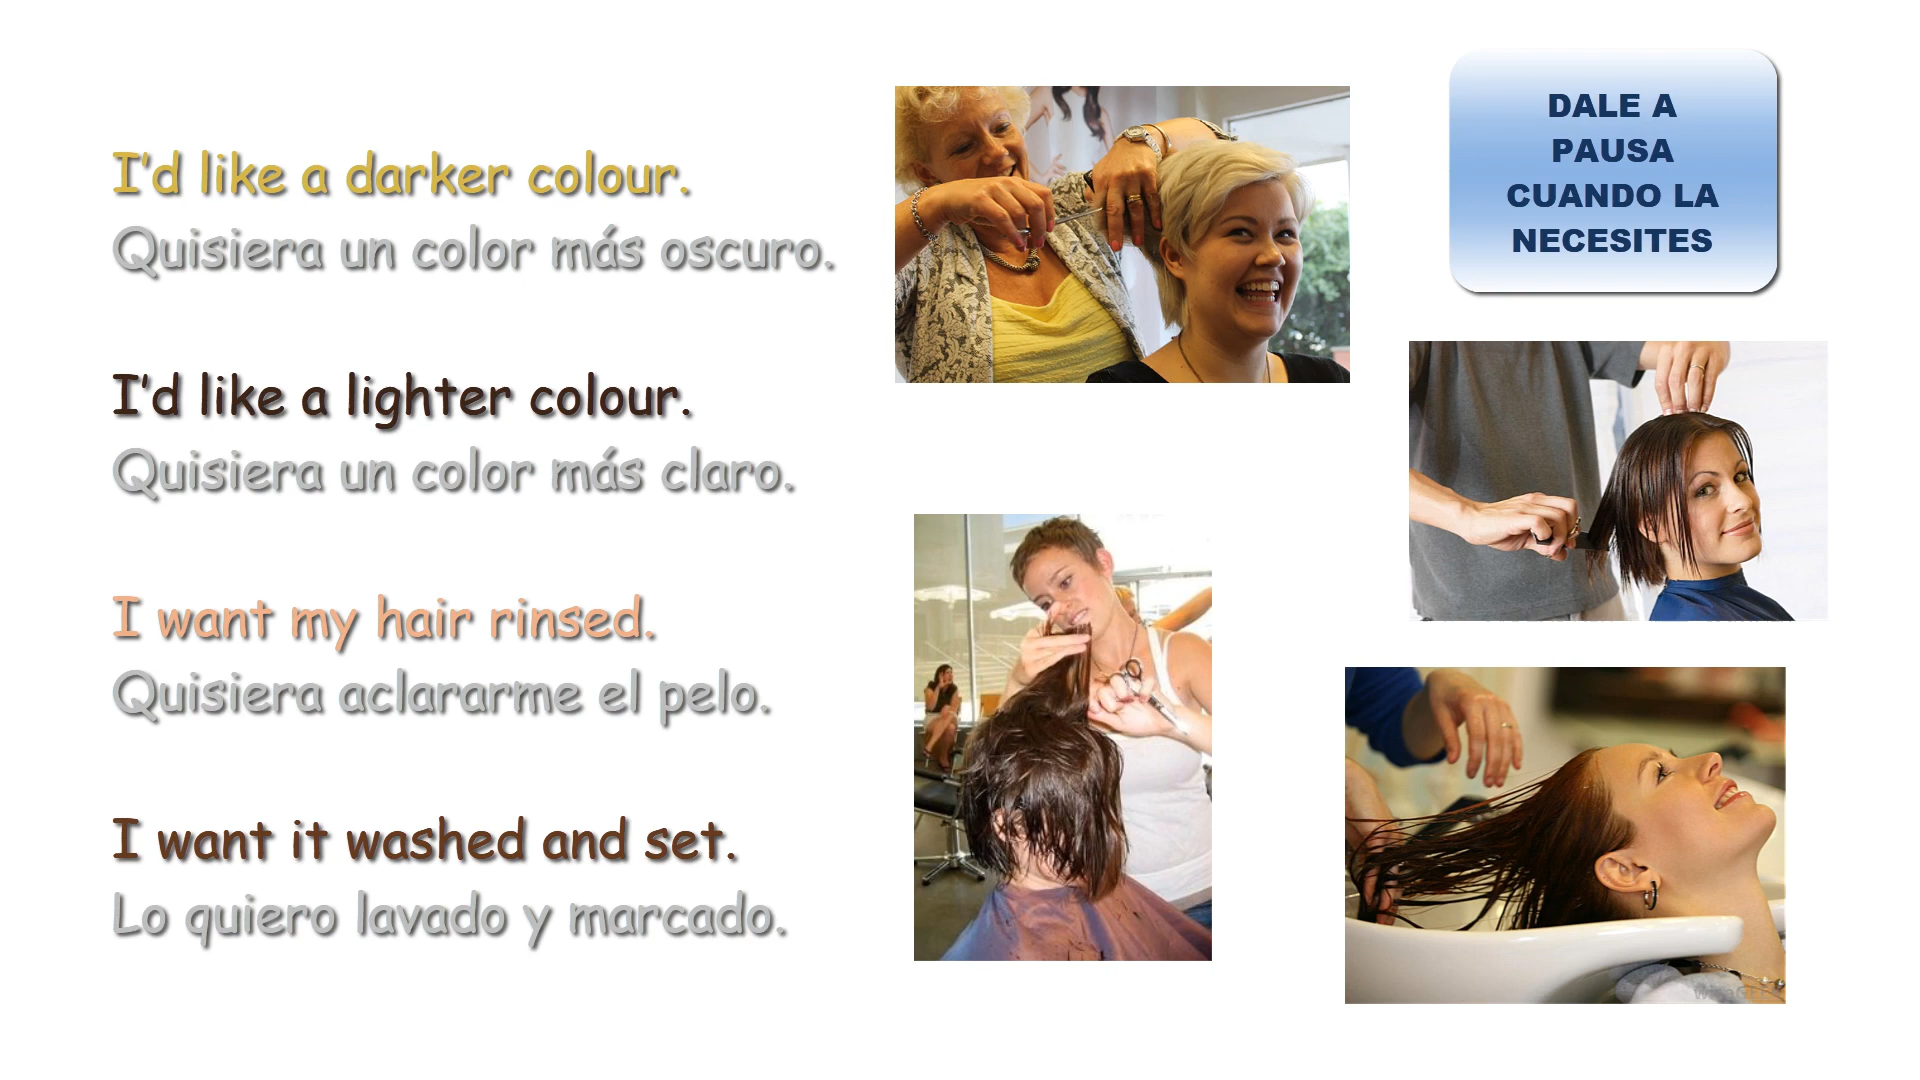 I'd like a darker colour.
Quisiera un color más oscuro.
I'd like a lighter colour.
Quisiera un color más claro.
I want my hair rinsed.
Quisiera aclararme el pelo.
I want it washed and set.
Lo quiero lavado y marcado.
DALE A
PAUSA
CUANDO LA
NECESITES